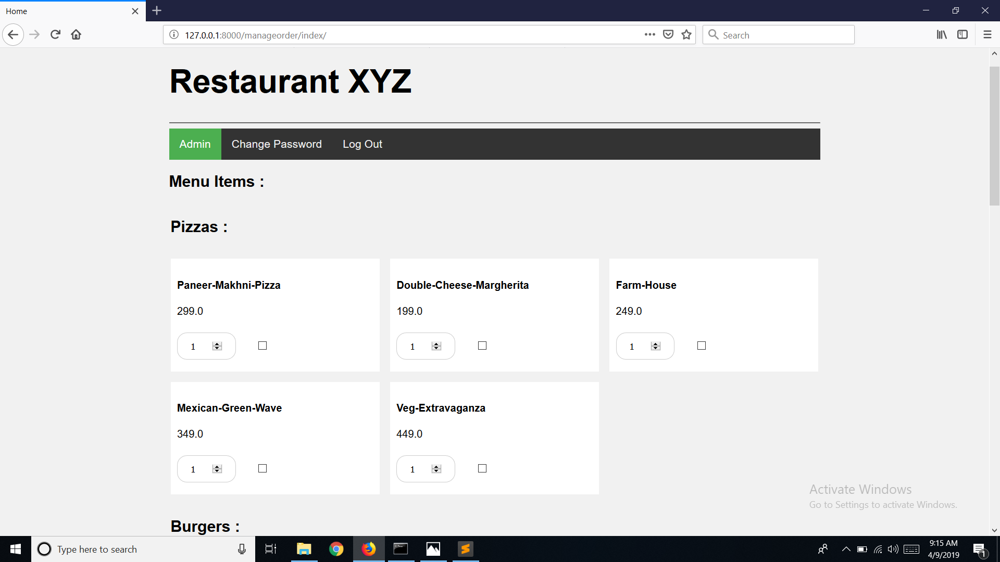 Home
127.0.0.1:8000/manageorder/index/
Search
Restaurant XYZ
Admin Change Password Log Out
Menu Items :
Pizzas :
Paneer-Makhni-Pizza Double-Cheese-Margherita Farm-House
299.0 199.0 249.0
1 1 1
Mexican-Green-Wave Veg-Extravaganza
349.0 449.0
1 1
Activate Windows
Go to Settings to activate Windows.
Burgers :
Type here to search
9:15 AM
4/9/2019
1